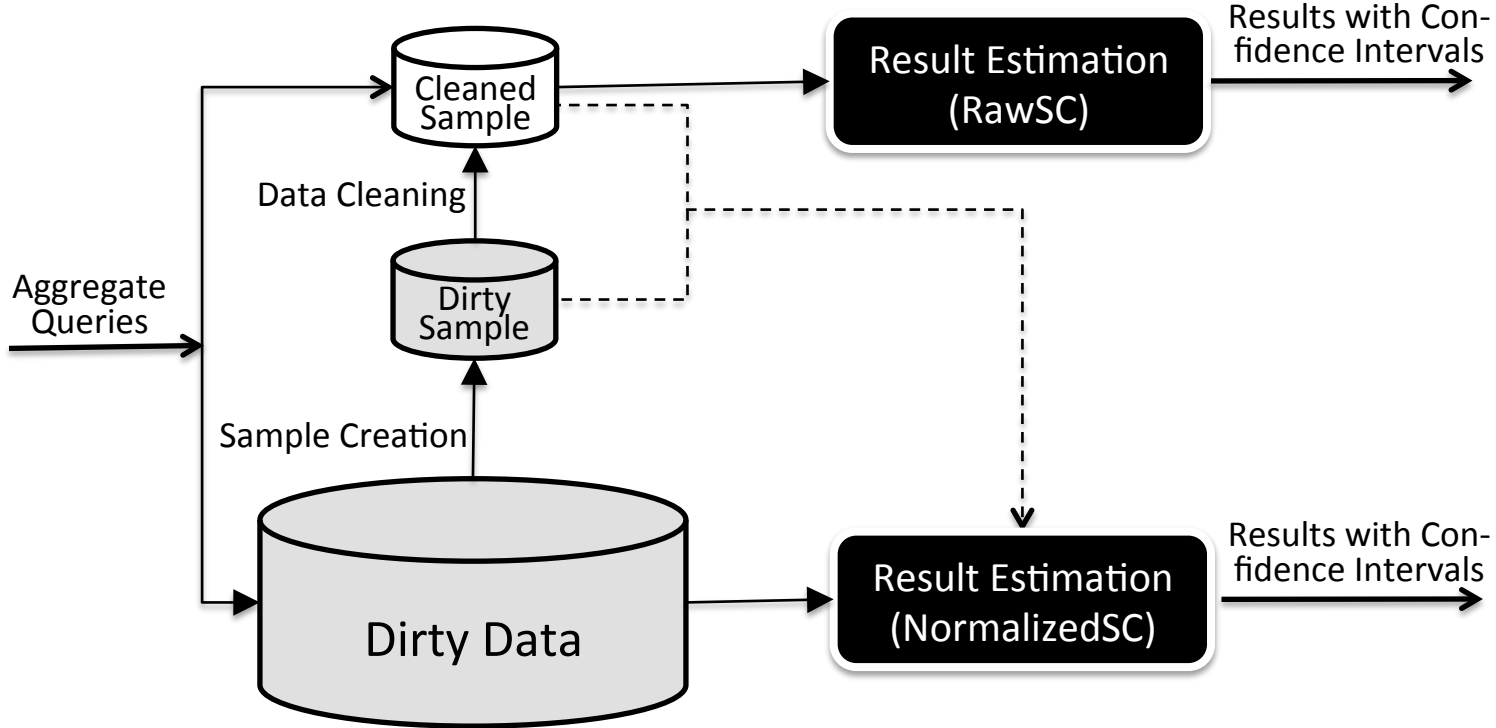 Results with Con-
fidence Intervals
Result Estimation
(RawSC)
Cleaned
Sample
Data Cleaning
Aggregate
Queries
Dirty
Sample
Sample Creation
Results with Con-
fidence Intervals
Result Estimation
(NormalizedSC)
Dirty Data